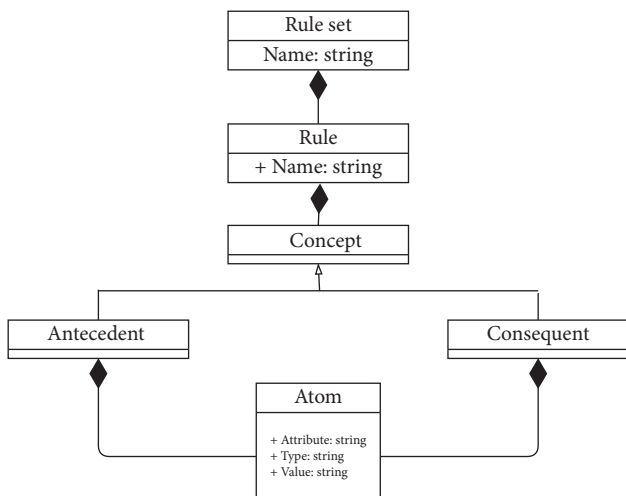 Rule set
Name: string
Rule
+ Name: string
Concept
Antecedent
Consequent
Atom
+ Attribute: string
+ Type: string
+ Value: string